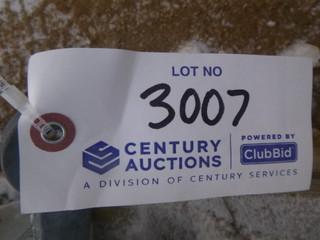 LOT NO
3007
CENTURY AUCTIONS
POWERED BY
ClubBid
A DIVISION OF CENTURY SERVICES